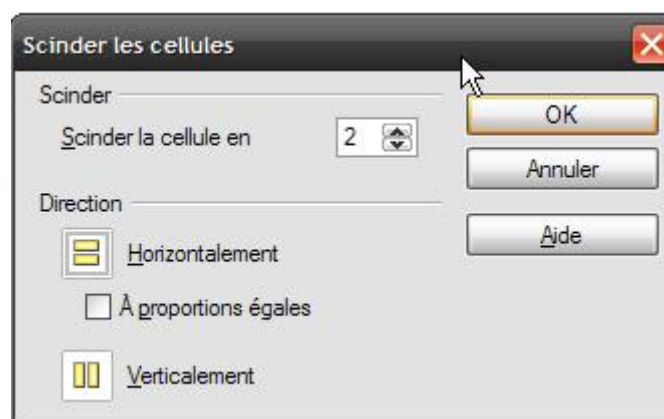 Scinder les cellules
Scinder
Scinder la cellule en 2
Direction
Horizontalement
À proportions égales
Verticalement
OK
Annuler
Aide